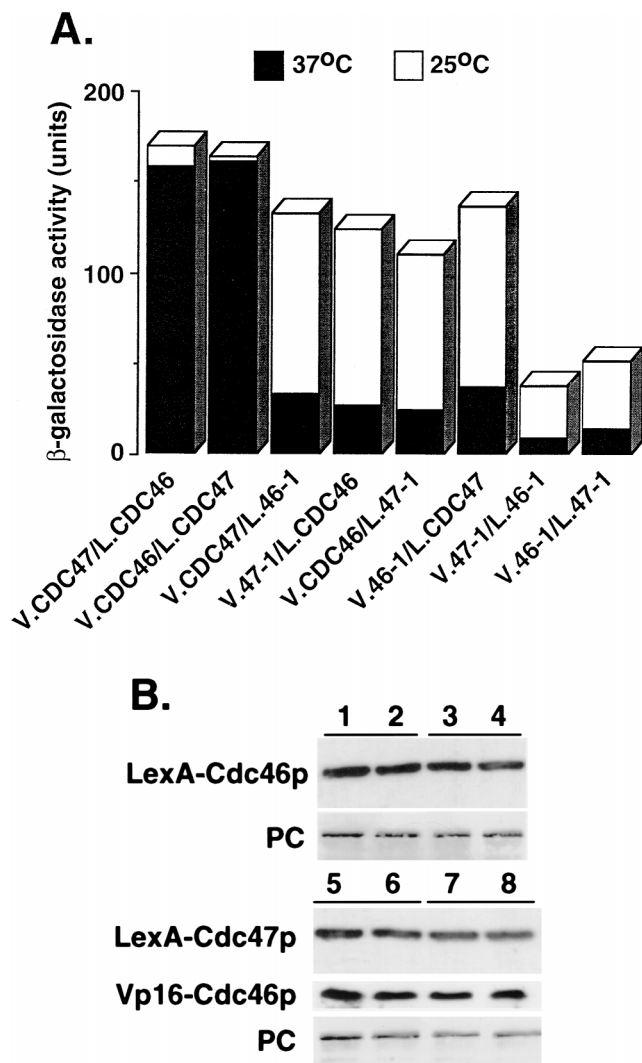 A.
37°C 25°C
β-galactosidase activity (units)
200
100
0
V.CDC47/L.CDC46
V.CDC46/L.CDC47
V.CDC47/L.46-1
V.47-1/L.CDC46
V.CDC46/L.47-1
V.46-1/L.CDC47
V.47-1/L.46-1
V.46-1/L.47-1
B.
1 2 3 4
LexA-Cdc46p
PC
5 6 7 8
LexA-Cdc47p
Vp16-Cdc46p
PC